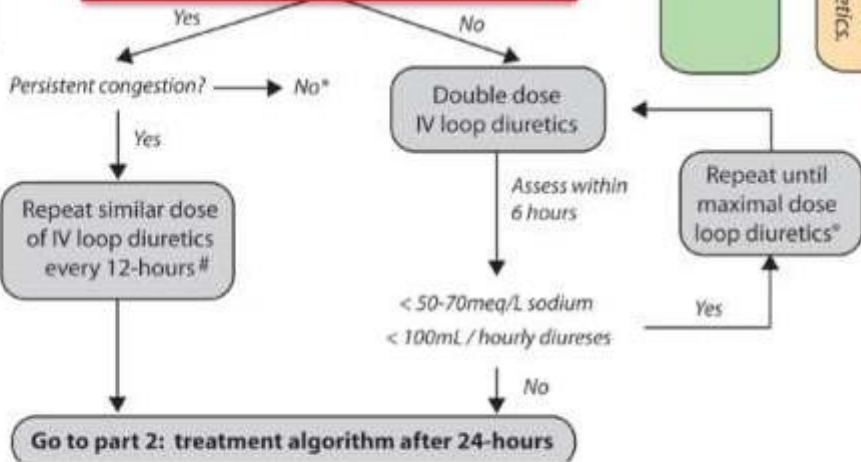 Yes
No
etics.
Persistent congestion?
No*
Double dose
IV loop diuretics
Yes
Assess within
6 hours
Repeat until
maximal dose
loop diuretics°
Repeat similar dose
of IV loop diuretics
every 12-hours#
< 50-70meq/L sodium
< 100mL / hourly diureses
Yes
No
Go to part 2: treatment algorithm after 24-hours